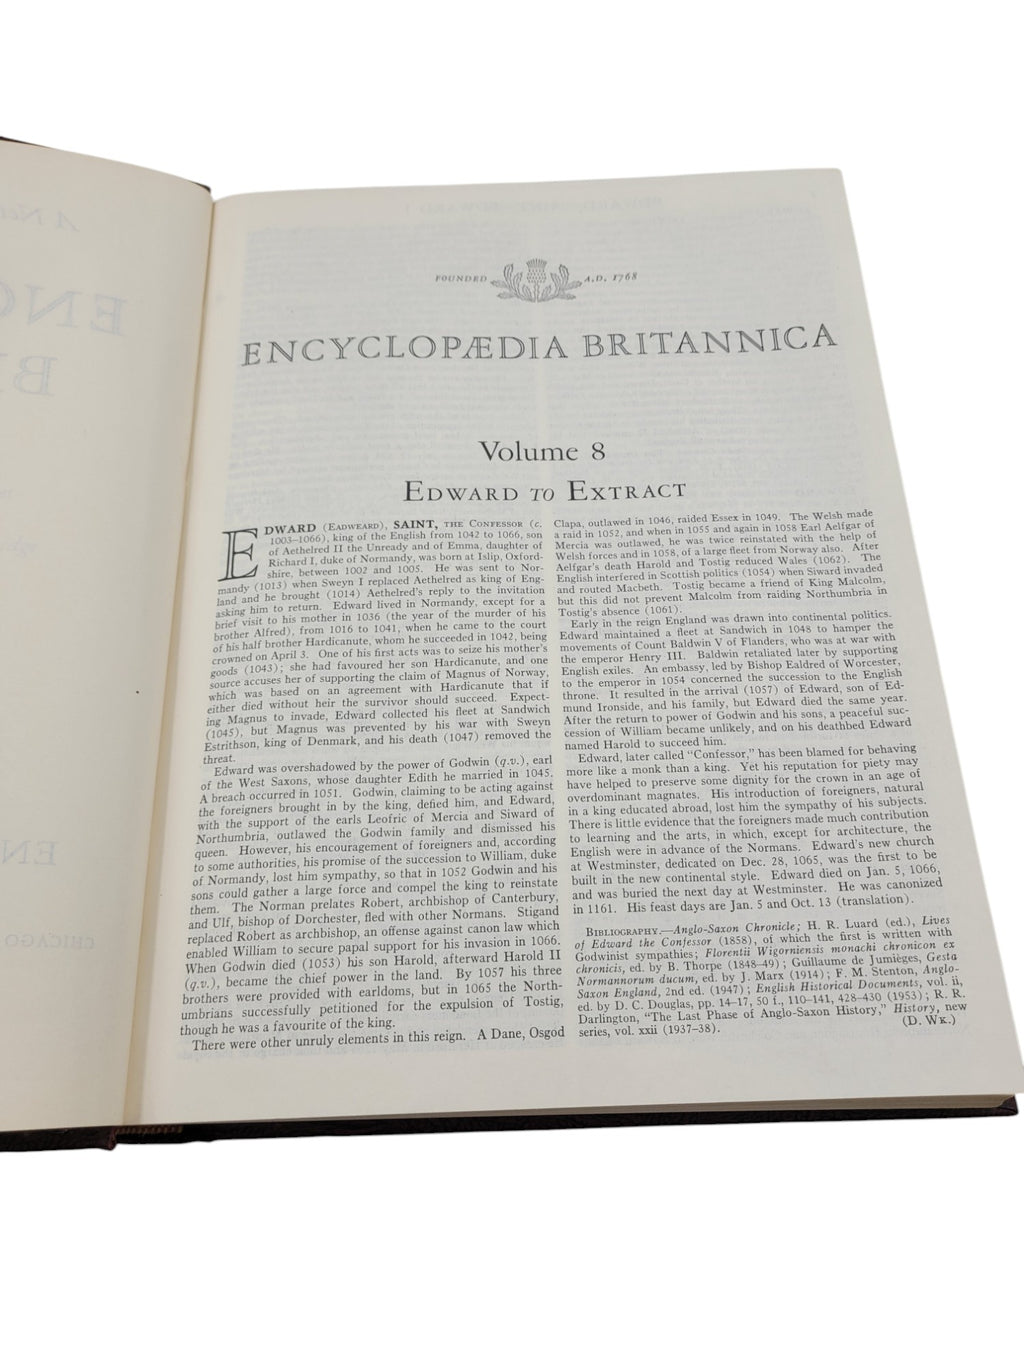 FOUNDED A.D. 1768
ENCYCLOPÆDIA BRITANNICA
Volume 8
EDWARD TO EXTRACT
EDWARD (EADWEARD), SAINT, THE CONFESSOR (c.
1003–1066), king of the English from 1042 to 1066, son
of Aethelred II the Unready and of Emma, daughter of
Richard I, duke of Normandy, was born at Islip, Oxford-
shire, between 1002 and 1005. He was sent to Nor-
mandy (1013) when Sweyn I replaced Aethelred as king of Eng-
land and he brought (1014) Aethelred's reply to the invitation
asking him to return. Edward lived in Normandy, except for a
brief visit to his mother in 1036 (the year of the murder of his
brother Alfred), from 1016 to 1041, when he came to the court
of his half brother Hardicanute, whom he succeeded in 1042, being
crowned on April 3. One of his first acts was to seize his mother's
goods (1043); she had favoured her son Hardicanute, and one
source accuses her of supporting the claim of Magnus of Norway,
which was based on an agreement with Hardicanute that if
either died without heir the survivor should succeed. Expect-
ing Magnus to invade, Edward collected his fleet at Sandwich
(1045), but Magnus was prevented by his war with Sweyn
Estrithson, king of Denmark, and his death (1047) removed the
threat.
Edward was overshadowed by the power of Godwin (q.v.), earl
of the West Saxons, whose daughter Edith he married in 1045.
A breach occurred in 1051. Godwin, claiming to be acting against
the foreigners brought in by the king, defied him, and Edward,
with the support of the earls Leofric of Mercia and Siward of
Northumbria, outlawed the Godwin family and dismissed his
queen. However, his encouragement of foreigners and, according
to some authorities, his promise of the succession to William, duke
of Normandy, lost him sympathy, so that in 1052 Godwin and his
sons could gather a large force and compel the king to reinstate
them. The Norman prelates Robert, archbishop of Canterbury,
and Ulf, bishop of Dorchester, fled with other Normans. Stigand
replaced Robert as archbishop, an offense against canon law which
enabled William to secure papal support for his invasion in 1066.
When Godwin died (1053) his son Harold, afterward Harold II
(q.v.), became the chief power in the land. By 1057 his three
brothers were provided with earldoms, but in 1065 the North-
umbrians successfully petitioned for the expulsion of Tostig,
though he was a favourite of the king.
There were other unruly elements in this reign. A Dane, Osgod
Clapa, outlawed in 1046, raided Essex in 1049. The Welsh made
a raid in 1052, and when in 1055 and again in 1058 Earl Aelfgar of
Mercia was outlawed, he was twice reinstated with the help of
Welsh forces and in 1058, of a large fleet from Norway also. After
Aelfgar's death Harold and Tostig reduced Wales (1062). The
English interfered in Scottish politics (1054) when Siward invaded
and routed Macbeth. Tostig became a friend of King Malcolm,
but this did not prevent Malcolm from raiding Northumbria in
Tostig's absence (1061).
Early in the reign England was drawn into continental politics.
Edward maintained a fleet at Sandwich in 1048 to hamper the
movements of Count Baldwin V of Flanders, who was at war with
the emperor Henry III. Baldwin retaliated later by supporting
English exiles. An embassy, led by Bishop Ealdred of Worcester,
to the emperor in 1054 concerned the succession to the English
throne. It resulted in the arrival (1057) of Edward, son of Ed-
mund Ironside, and his family, but Edward died the same year.
After the return to power of Godwin and his sons, a peaceful suc-
cession of William became unlikely, and on his deathbed Edward
named Harold to succeed him.
Edward, later called "Confessor," has been blamed for behaving
more like a monk than a king. Yet his reputation for piety may
have helped to preserve some dignity for the crown in an age of
overdominant magnates. His introduction of foreigners, natural
in a king educated abroad, lost him the sympathy of his subjects.
There is little evidence that the foreigners made much contribution
to learning and the arts, in which, except for architecture, the
English were in advance of the Normans. Edward's new church
at Westminster, dedicated on Dec. 28, 1065, was the first to be
built in the new continental style. Edward died on Jan. 5, 1066,
and was buried the next day at Westminster. He was canonized
in 1161. His feast days are Jan. 5 and Oct. 13 (translation).
BIBLIOGRAPHY.—Anglo-Saxon Chronicle; H. R. Luard (ed.), Lives
of Edward the Confessor (1858), of which the first is written with
Godwinist sympathies; Florentii Wigorniensis monachi chronicon ex
chronicis, ed. by B. Thorpe (1848–49); Guillaume de Jumièges, Gesta
Normannorum ducum, ed. by J. Marx (1914); F. M. Stenton, Anglo-
Saxon England, 2nd ed. (1947); English Historical Documents, vol. ii,
ed. by D. C. Douglas, pp. 14–17, 50 f., 110–141, 428–430 (1953); R. R.
Darlington, "The Last Phase of Anglo-Saxon History," History, new
series, vol. xxii (1937–38).
(D. WK.)